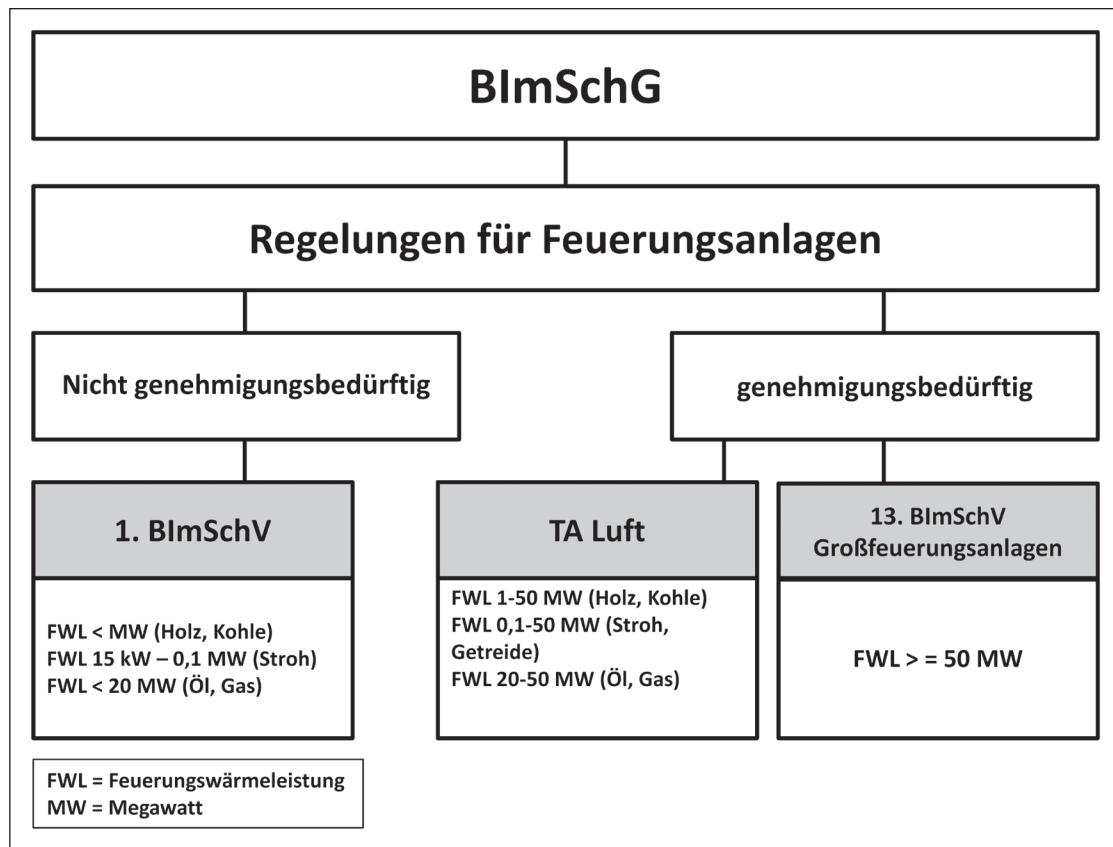 BImSchG
Regelungen für Feuerungsanlagen
Nicht genehmigungsbedürftig
genehmigungsbedürftig
1. BImSchV
FWL < MW (Holz, Kohle)
FWL 15 kW – 0,1 MW (Stroh)
FWL < 20 MW (Öl, Gas)
TA Luft
FWL 1-50 MW (Holz, Kohle)
FWL 0,1-50 MW (Stroh,
Getreide)
FWL 20-50 MW (Öl, Gas)
13. BImSchV
Großfeuerungsanlagen
FWL > = 50 MW
FWL = Feuerungswärmeleistung
MW = Megawatt